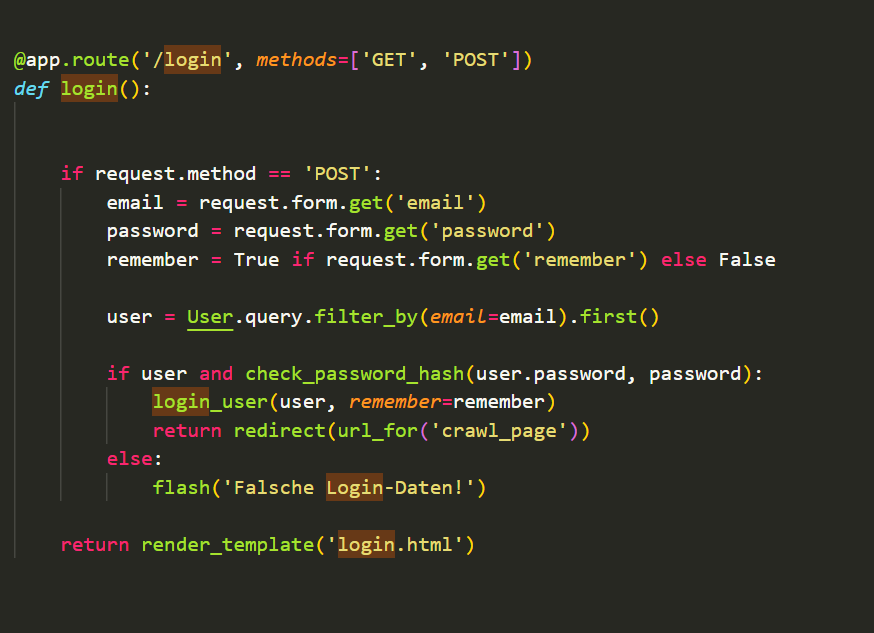 @app.route('/login', methods=['GET', 'POST'])
def login():
if request.method == 'POST':
email = request.form.get('email')
password = request.form.get('password')
remember = True if request.form.get('remember') else False
user = User.query.filter_by(email=email).first()
if user and check_password_hash(user.password, password):
login_user(user, remember=remember)
return redirect(url_for('crawl_page'))
else:
flash('Falsche Login-Daten!')
return render_template('login.html')